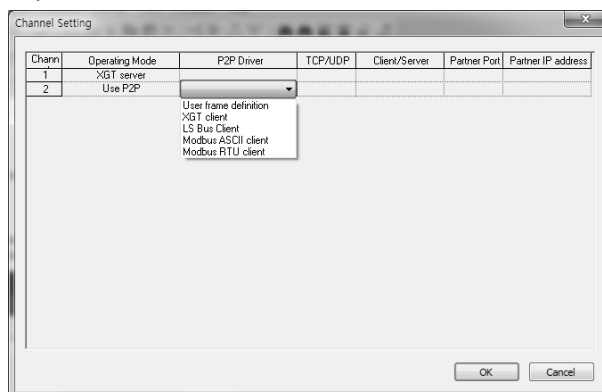 Channel Setting
Chann Operating Mode P2P Driver TCP/UDP Client/Server Partner Port Partner IP address
1 XGT server
2 Use P2P
User frame definition
XGT client
LS Bus Client
Modbus ASCII client
Modbus RTU client
OK Cancel